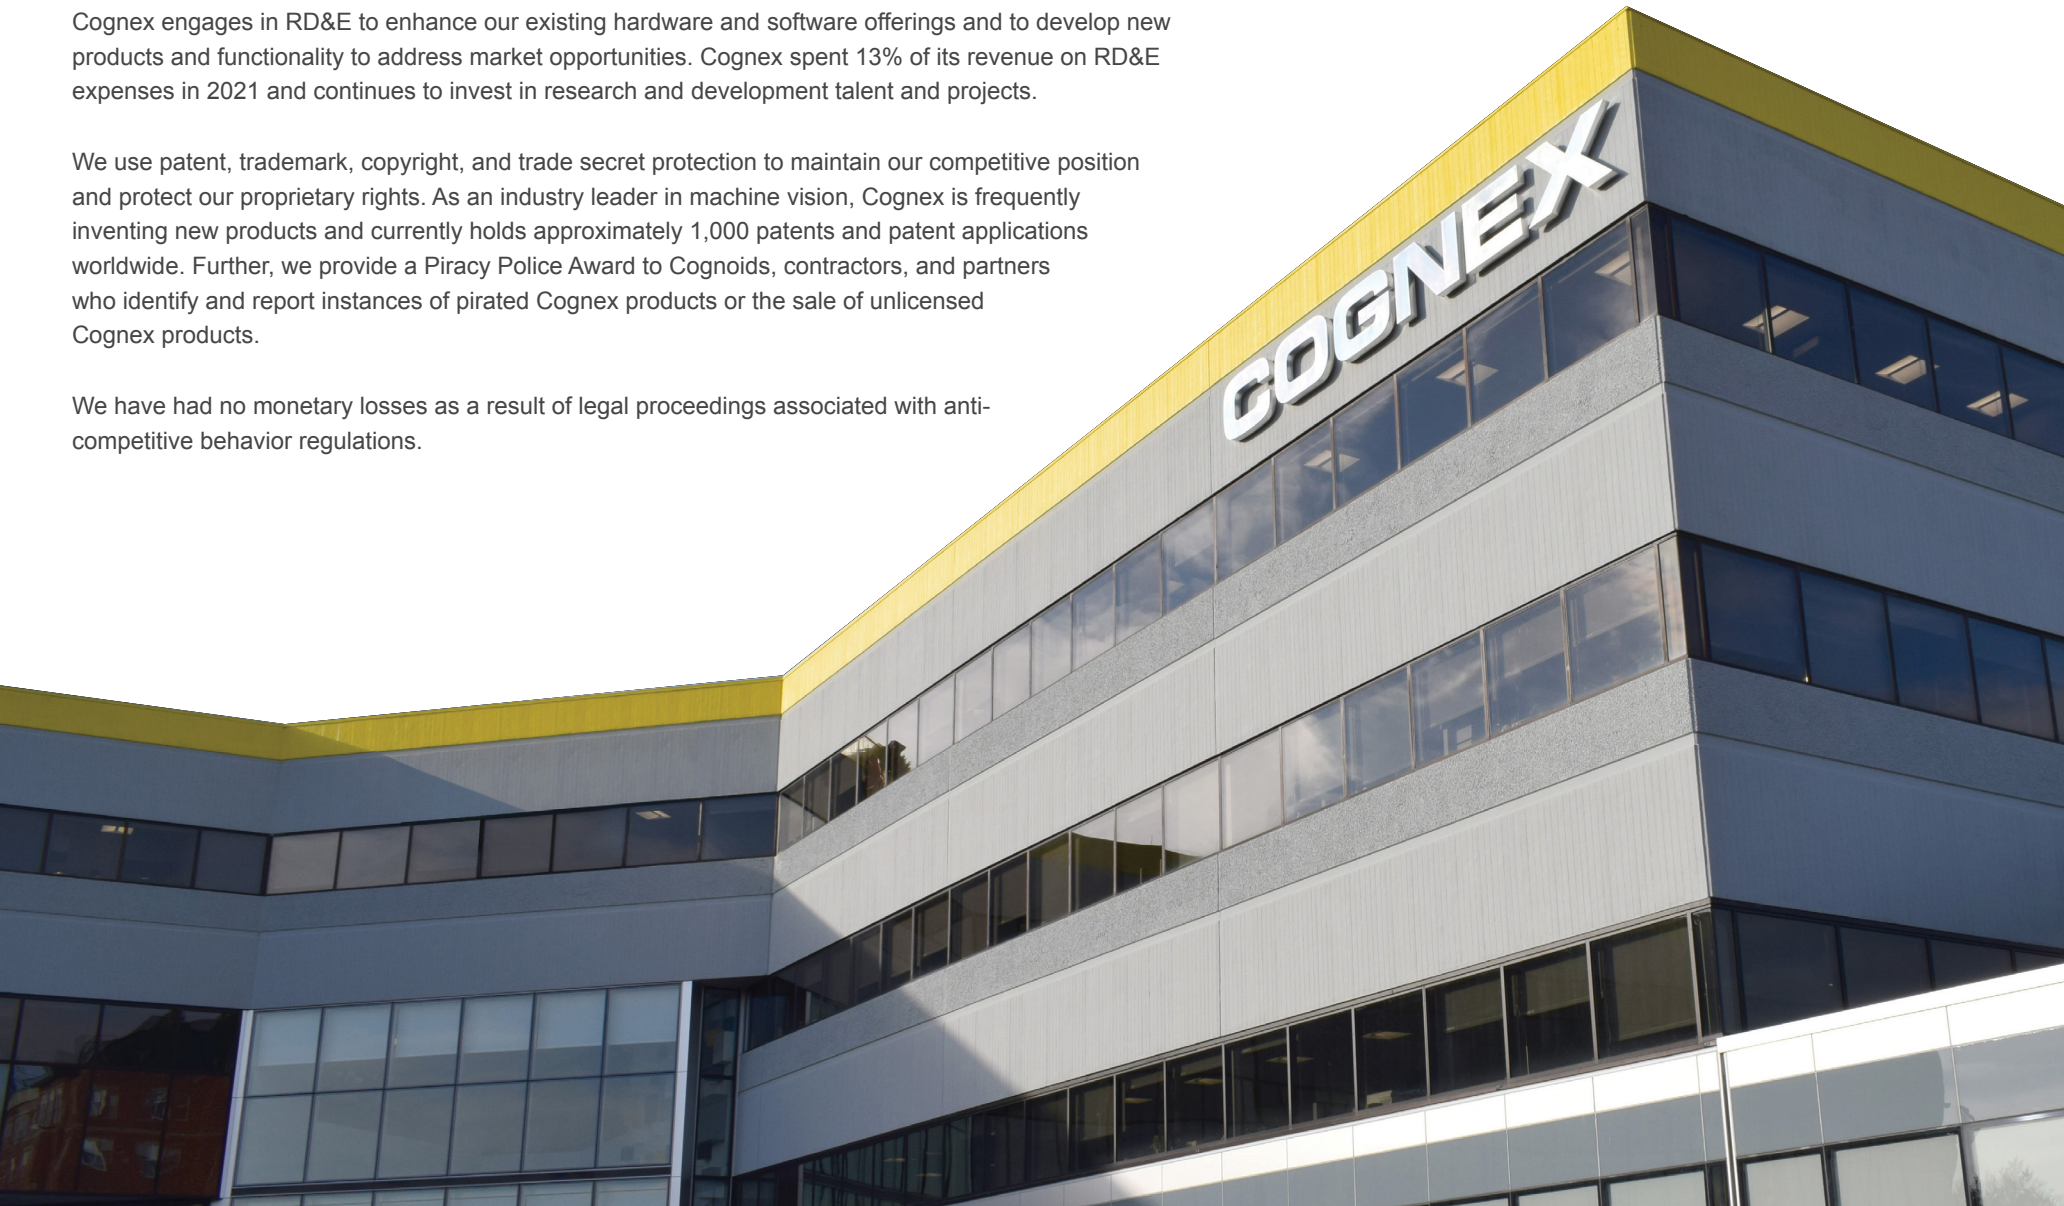 Cognex engages in RD&E to enhance our existing hardware and software offerings and to develop new
products and functionality to address market opportunities. Cognex spent 13% of its revenue on RD&E
expenses in 2021 and continues to invest in research and development talent and projects.
We use patent, trademark, copyright, and trade secret protection to maintain our competitive position
and protect our proprietary rights. As an industry leader in machine vision, Cognex is frequently
inventing new products and currently holds approximately 1,000 patents and patent applications
worldwide. Further, we provide a Piracy Police Award to Cognoids, contractors, and partners
who identify and report instances of pirated Cognex products or the sale of unlicensed
Cognex products.
We have had no monetary losses as a result of legal proceedings associated with anti-
competitive behavior regulations.
COGNEX